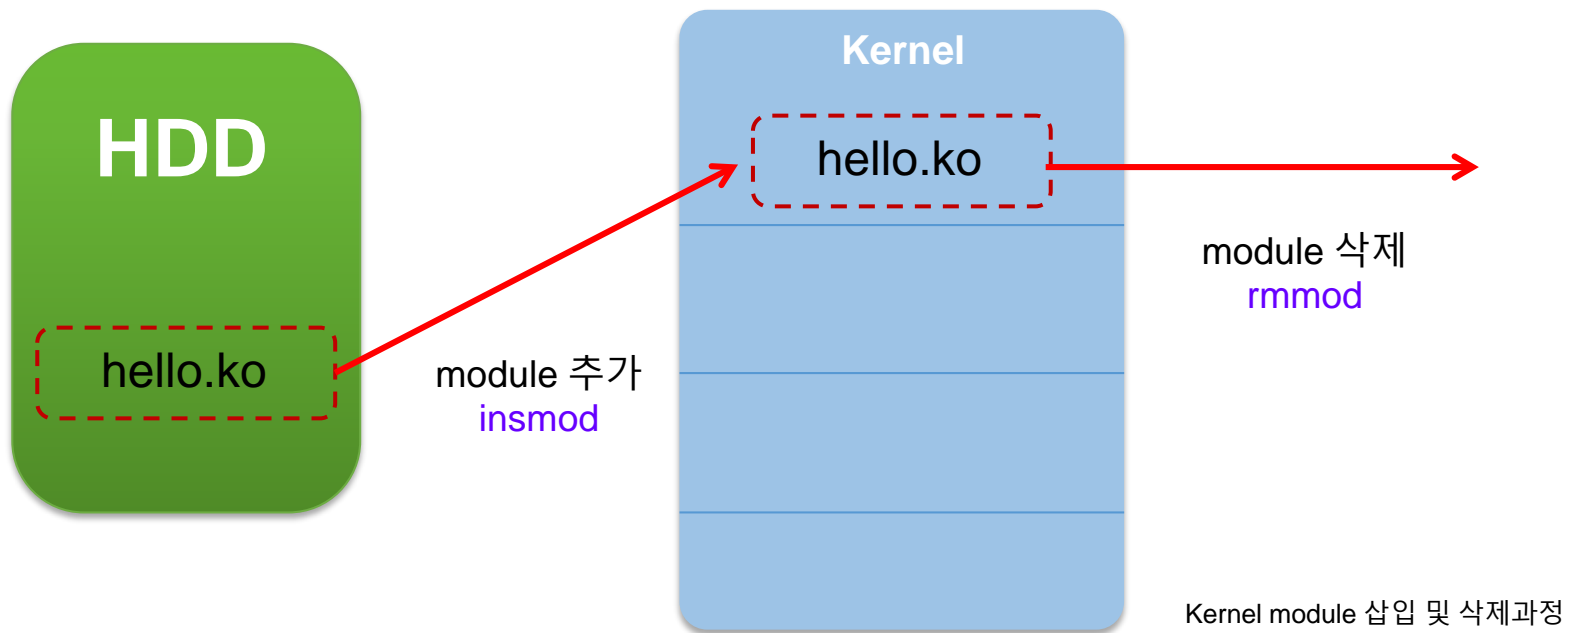 HDD
hello.ko
module 추가
insmod
Kernel
hello.ko
module 삭제
rmmod
Kernel module 삽입 및 삭제과정